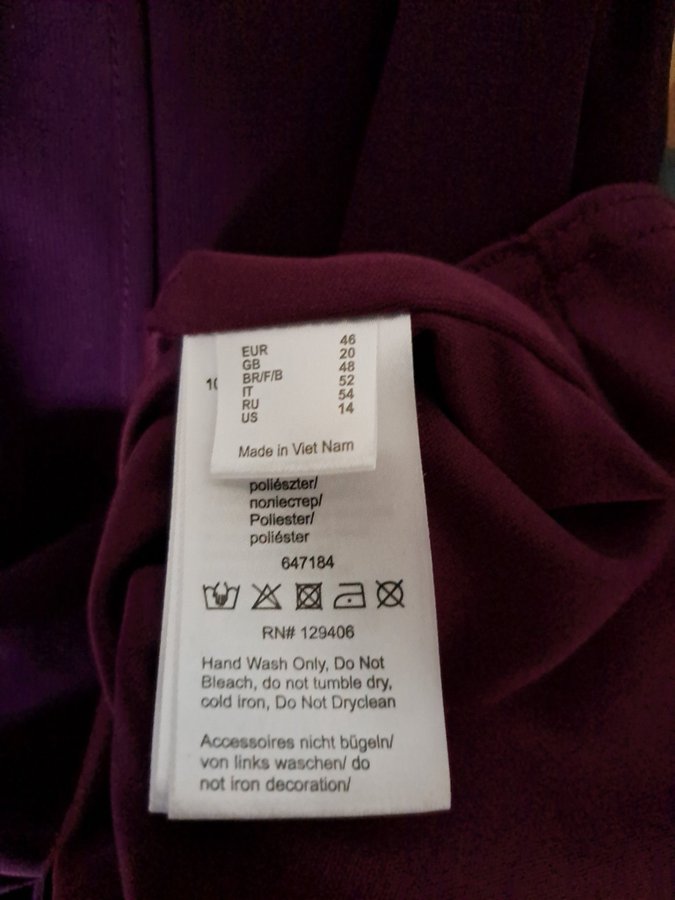 EUR 46
GB 20
BR/F/B 48
IT 52
RU 54
US 14
Made in Viet Nam
10
poliészter/
поліестер/
Poliester/
poliéster
647184
RN# 129406
Hand Wash Only, Do Not
Bleach, do not tumble dry,
cold iron, Do Not Dryclean
Accessoires nicht bügeln/
von links waschen/ do
not iron decoration/